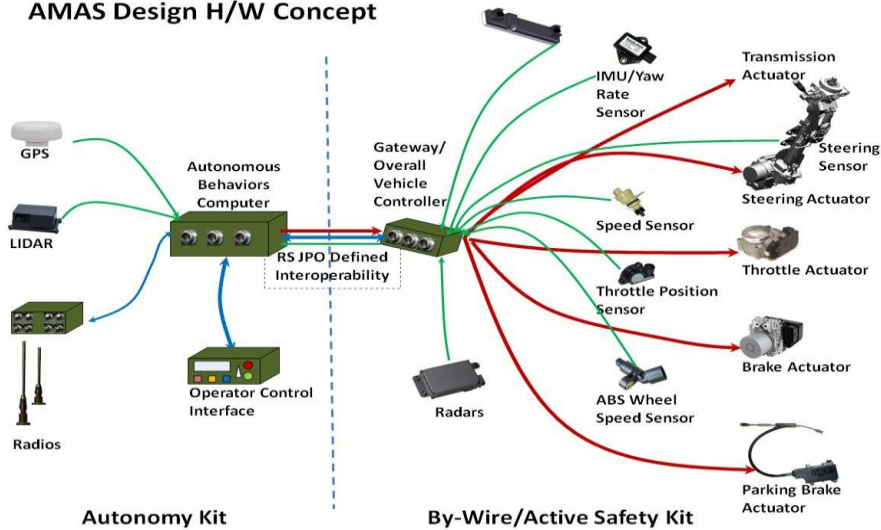 AMAS Design H/W Concept
GPS
LIDAR
Radios
Autonomous
Behaviors
Computer
Operator Control
Interface
RS JPO Defined
Interoperability
Gateway/
Overall
Vehicle
Controller
Radars
IMU/Yaw
Rate
Sensor
Speed Sensor
Throttle Position
Sensor
ABS Wheel
Speed Sensor
Transmission
Actuator
Steering
Sensor
Steering Actuator
Throttle Actuator
Brake Actuator
Parking Brake
Actuator
Autonomy Kit
By-Wire/Active Safety Kit